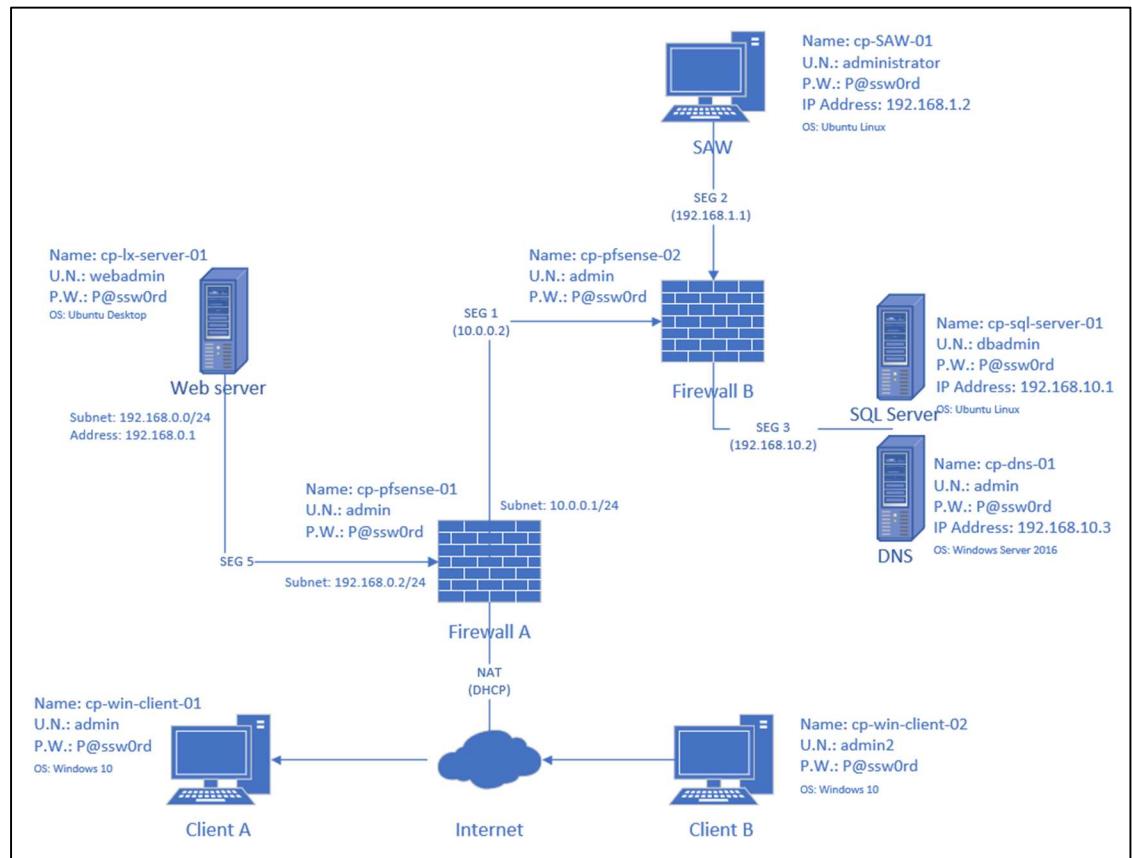 Name: cp-SAW-01
U.N.: administrator
P.W.: P@ssw0rd
IP Address: 192.168.1.2
OS: Ubuntu Linux
SAW
SEG 2
(192.168.1.1)
Name: cp-lx-server-01
U.N.: webadmin
P.W.: P@ssw0rd
OS: Ubuntu Desktop
Web server
Subnet: 192.168.0.0/24
Address: 192.168.0.1
Name: cp-pfsense-02
U.N.: admin
P.W.: P@ssw0rd
SEG 1
(10.0.0.2)
Firewall B
Name: cp-sql-server-01
U.N.: dbadmin
P.W.: P@ssw0rd
IP Address: 192.168.10.1
OS: Ubuntu Linux
SQL Server
SEG 3
(192.168.10.2)
Name: cp-dns-01
U.N.: admin
P.W.: P@ssw0rd
IP Address: 192.168.10.3
OS: Windows Server 2016
DNS
Name: cp-pfsense-01
U.N.: admin
P.W.: P@ssw0rd
Subnet: 10.0.0.1/24
SEG 5
Subnet: 192.168.0.2/24
Firewall A
NAT
(DHCP)
Name: cp-win-client-01
U.N.: admin
P.W.: P@ssw0rd
OS: Windows 10
Client A
Internet
Name: cp-win-client-02
U.N.: admin2
P.W.: P@ssw0rd
OS: Windows 10
Client B